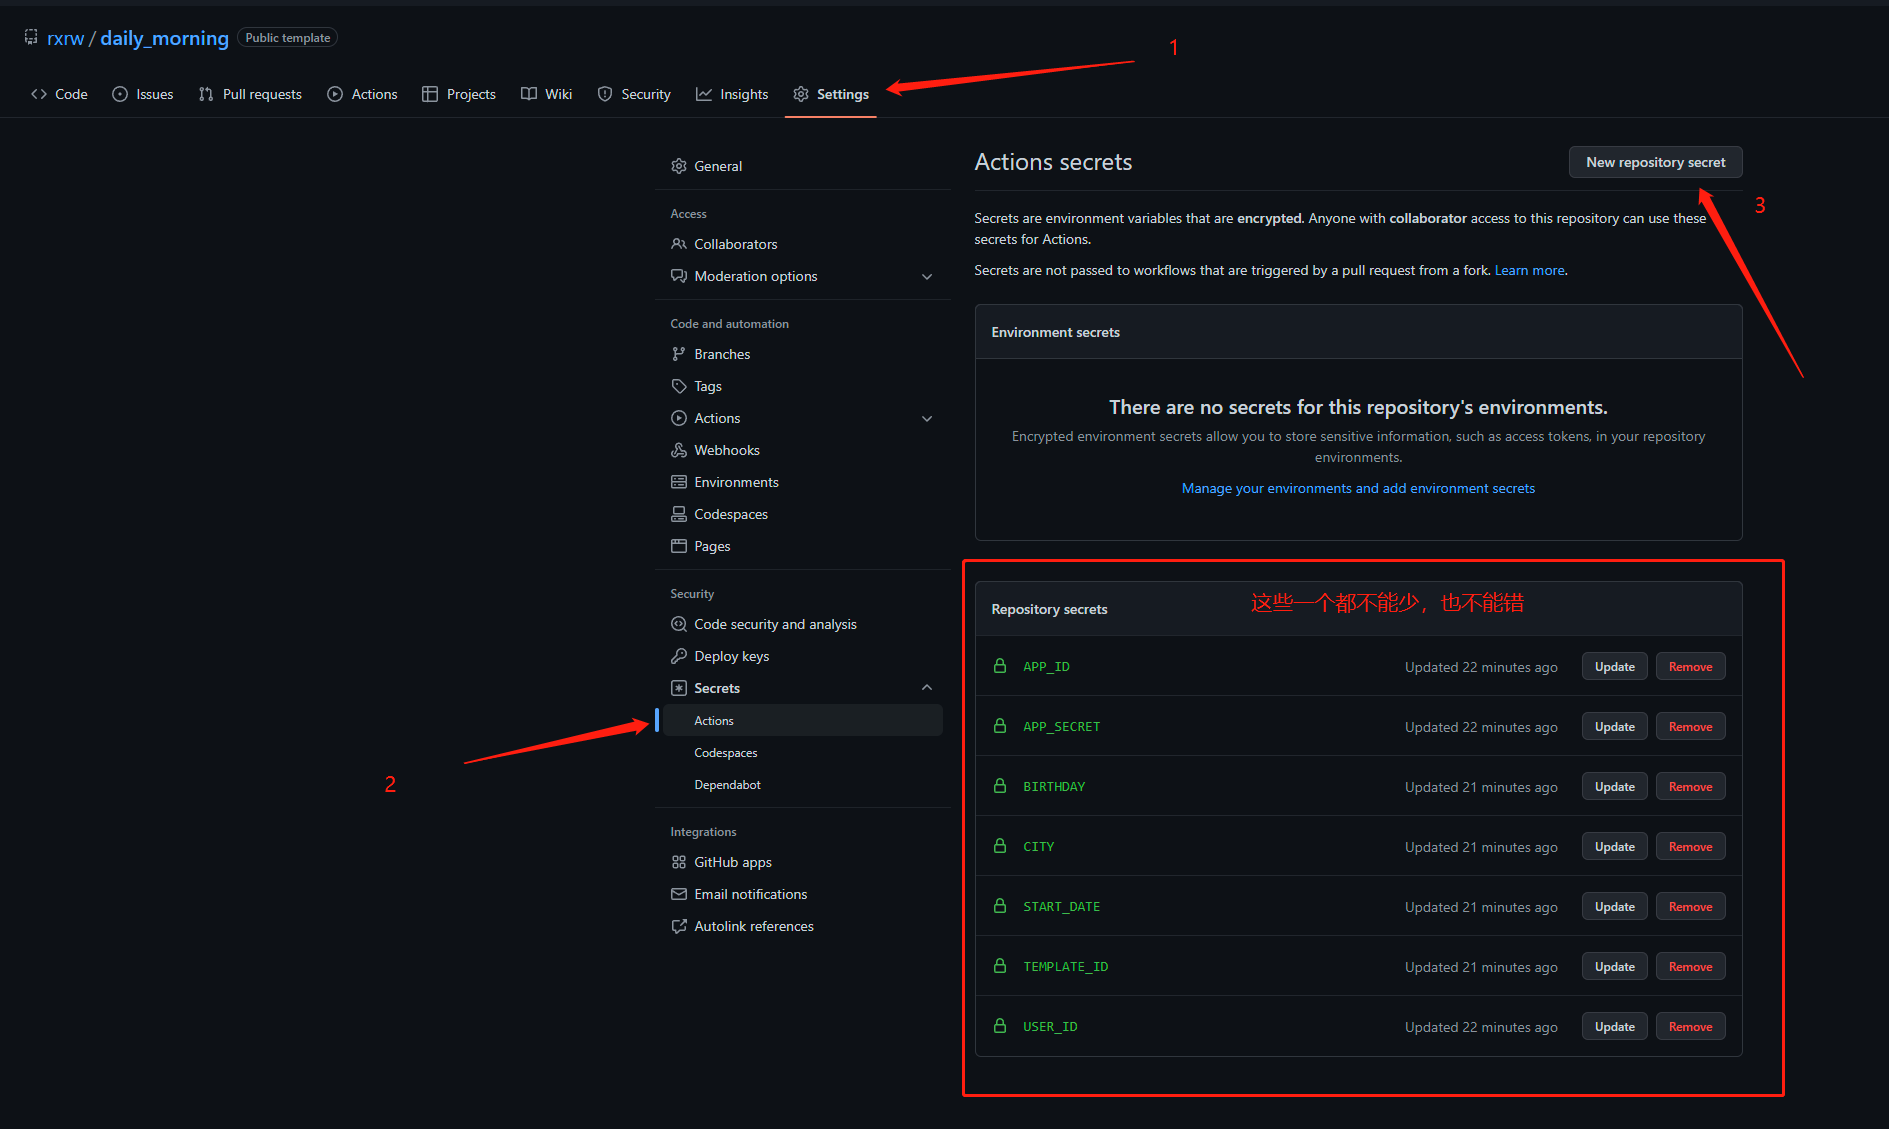 rxrw / daily_morning Public template
1
Code Issues Pull requests Actions Projects Wiki Security Insights Settings
General
Access
Collaborators
Moderation options
Code and automation
Branches
Tags
Actions
Webhooks
Environments
Codespaces
Pages
Security
Code security and analysis
Deploy keys
Secrets
Actions
Codespaces
Dependabot
2
Integrations
GitHub apps
Email notifications
Autolink references
Actions secrets
New repository secret
3
Secrets are environment variables that are encrypted. Anyone with collaborator access to this repository can use these
secrets for Actions.
Secrets are not passed to workflows that are triggered by a pull request from a fork. Learn more.
Environment secrets
There are no secrets for this repository's environments.
Encrypted environment secrets allow you to store sensitive information, such as access tokens, in your repository
environments.
Manage your environments and add environment secrets
Repository secrets
这些一个都不能少，也不能错
APP_ID Updated 22 minutes ago Update Remove
APP_SECRET Updated 22 minutes ago Update Remove
BIRTHDAY Updated 21 minutes ago Update Remove
CITY Updated 21 minutes ago Update Remove
START_DATE Updated 21 minutes ago Update Remove
TEMPLATE_ID Updated 21 minutes ago Update Remove
USER_ID Updated 22 minutes ago Update Remove